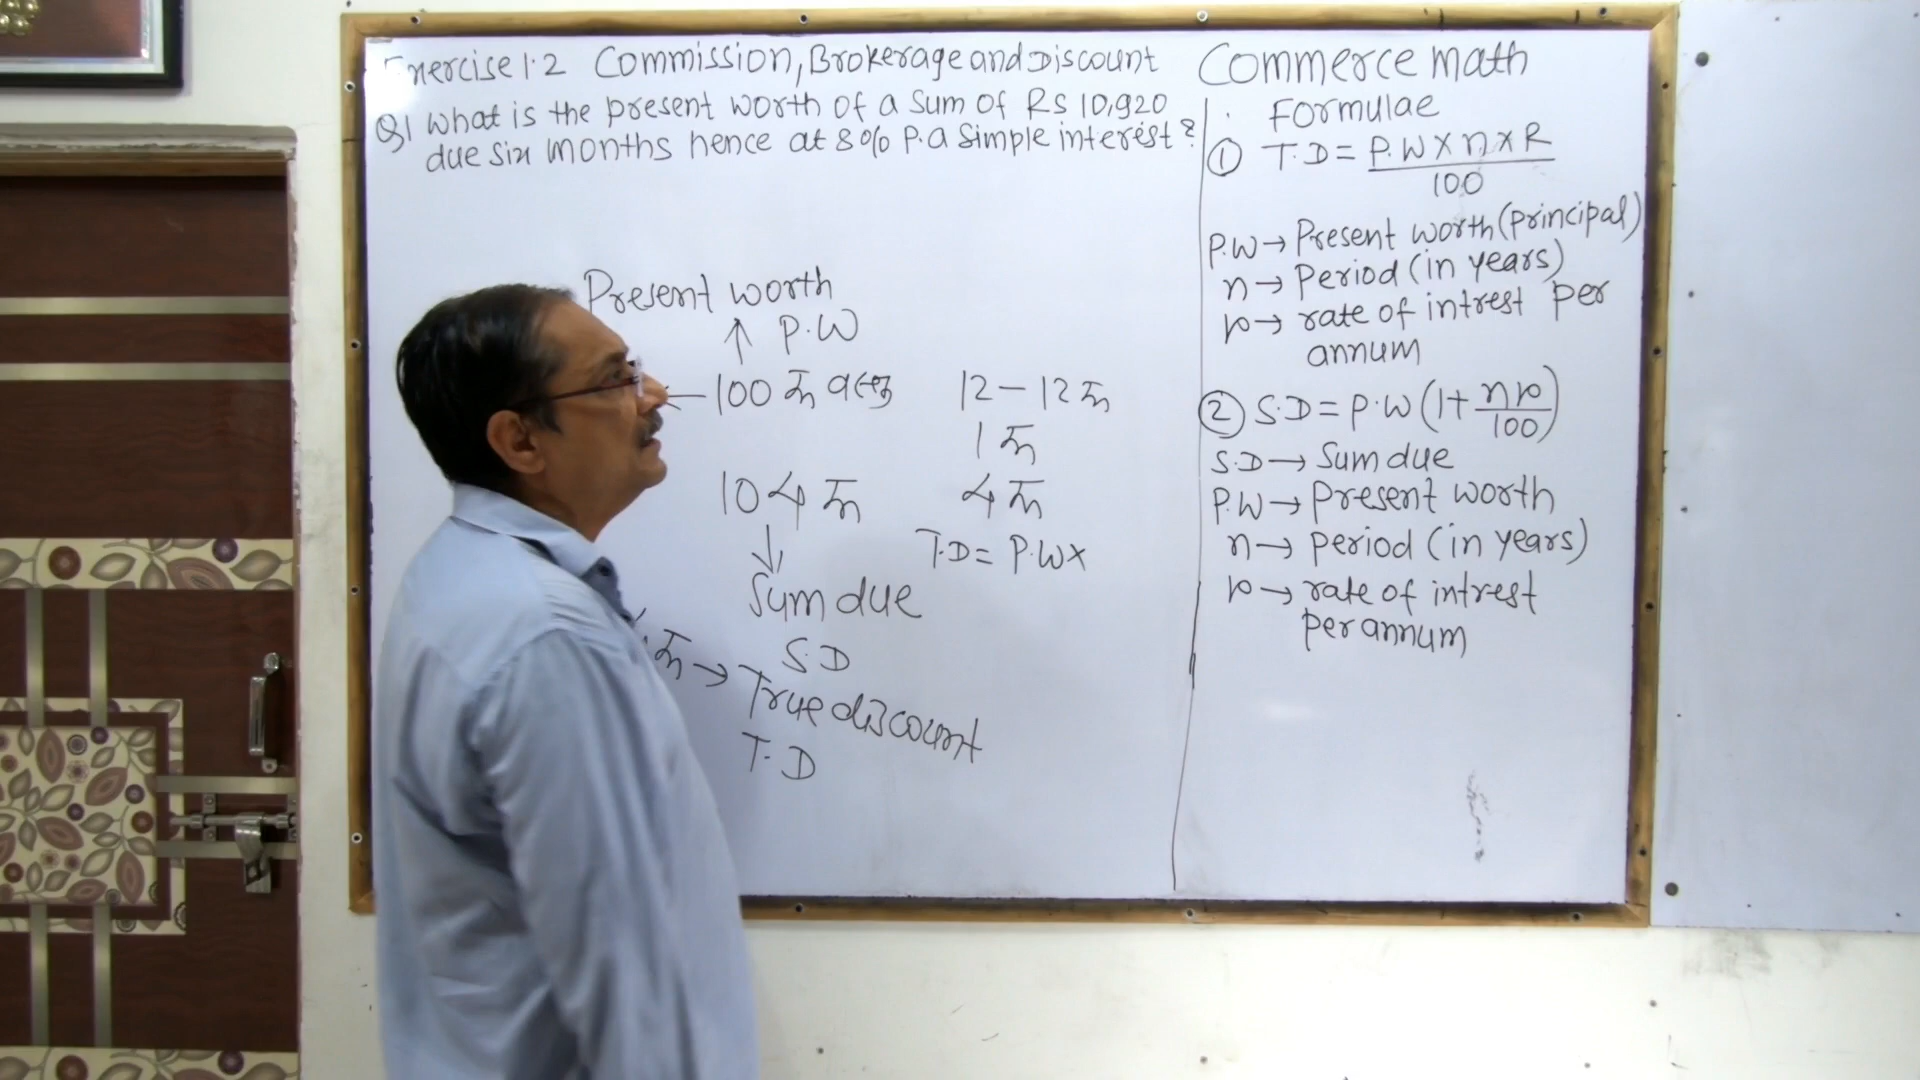 Exercise 1.2 Commission, Brokerage and Discount
Q1 What is the present worth of a sum of Rs 10,920
due six months hence at 8% P.a simple interest?
Present worth
↑ P.W
100 रू
104 रू
↓
Sum due
S.D
रू → True discount
T.D
12 – 12 रू
1 रू
4 रू
T.D = P.W×
Commerce math
Formulae
① T.D = P.W × n × R / 100
P.W → Present worth (principal)
n → Period (in years)
r → rate of intrest per
annum
② S.D = P.W (1 + nr/100)
S.D → Sum due
P.W → Present worth
n → period (in years)
r → rate of intrest
per annum